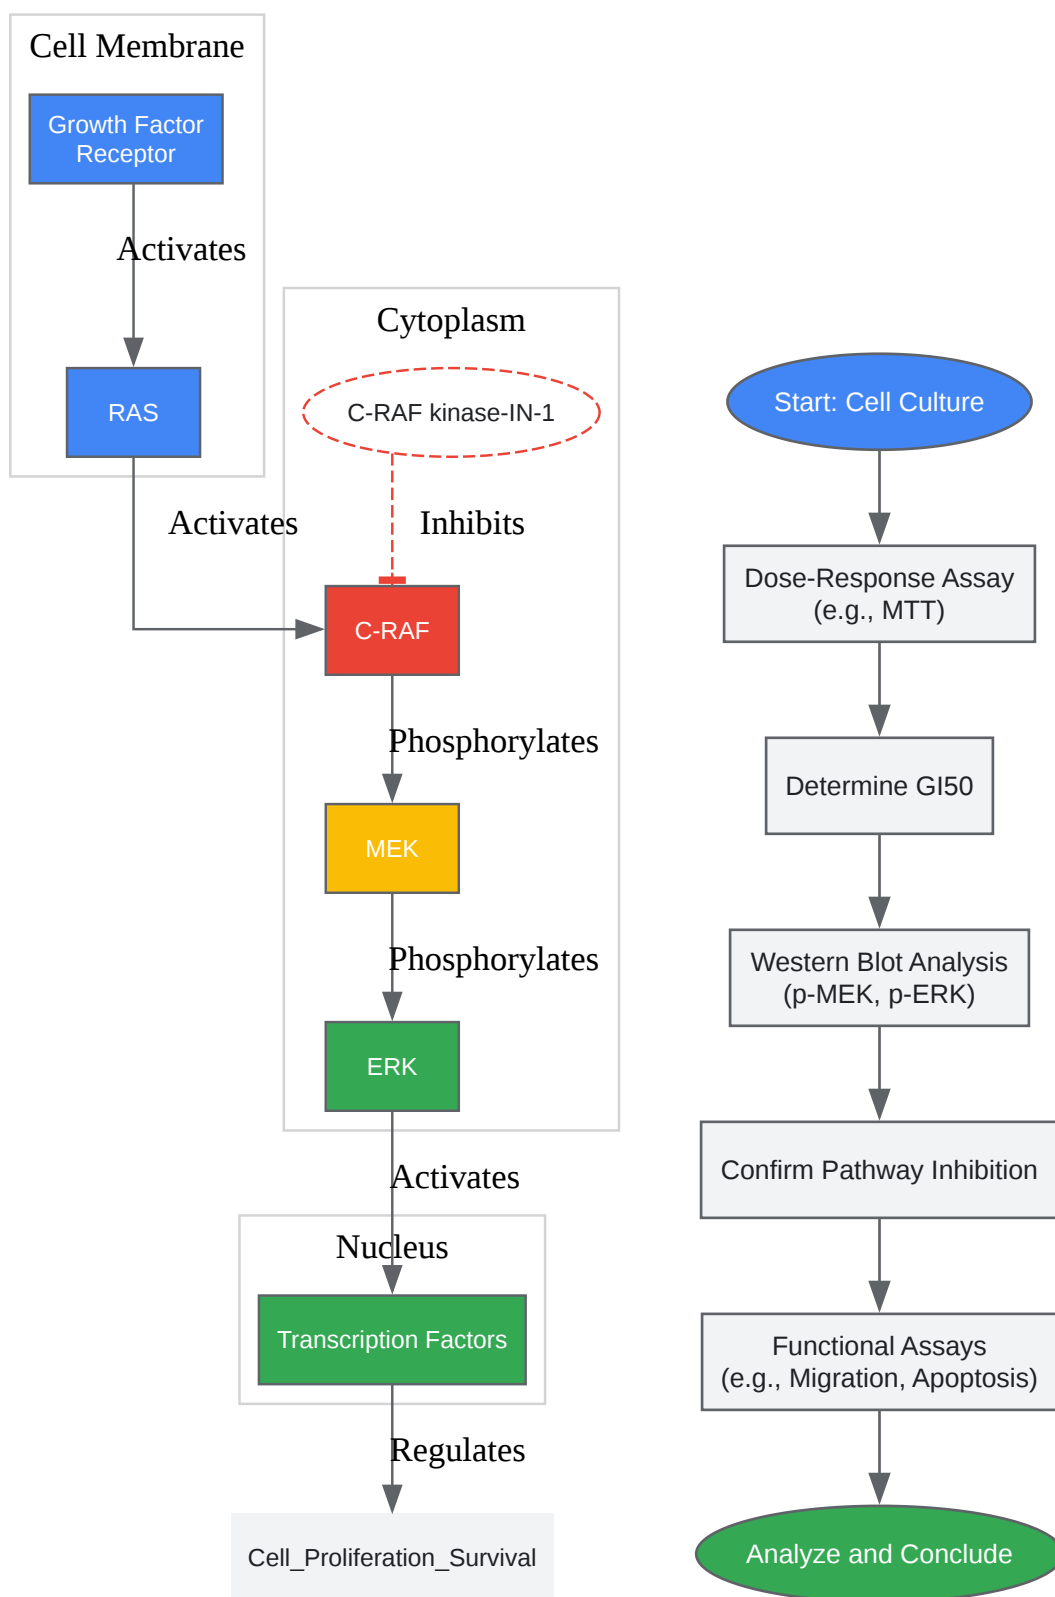 Cell Membrane
Growth Factor
Receptor
Activates
RAS
Activates
Cytoplasm
C-RAF kinase-IN-1
Inhibits
C-RAF
Phosphorylates
MEK
Phosphorylates
ERK
Activates
Nucleus
Transcription Factors
Regulates
Cell_Proliferation_Survival
Start: Cell Culture
Dose-Response Assay
(e.g., MTT)
Determine GI50
Western Blot Analysis
(p-MEK, p-ERK)
Confirm Pathway Inhibition
Functional Assays
(e.g., Migration, Apoptosis)
Analyze and Conclude